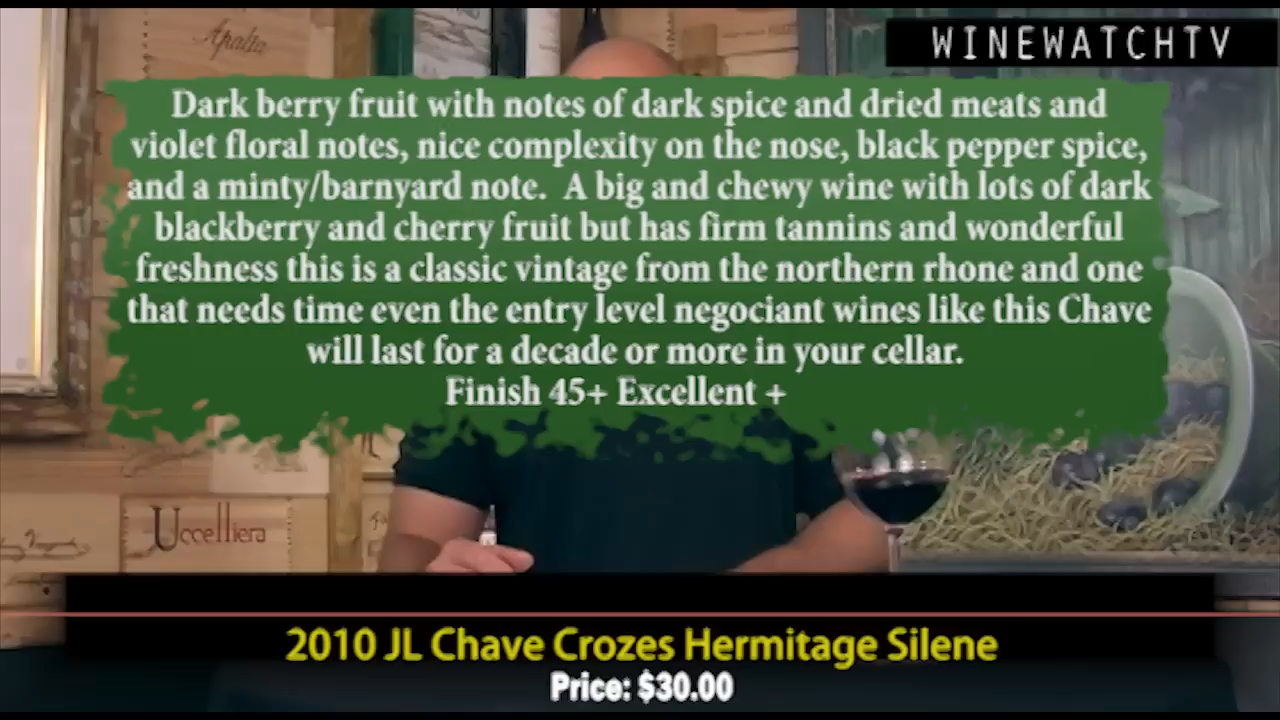 Apalta
WINEWATCHTV
Dark berry fruit with notes of dark spice and dried meats and
violet floral notes, nice complexity on the nose, black pepper spice,
and a minty/barnyard note. A big and chewy wine with lots of dark
blackberry and cherry fruit but has firm tannins and wonderful
freshness this is a classic vintage from the northern rhone and one
that needs time even the entry level negociant wines like this Chave
will last for a decade or more in your cellar.
Finish 45+ Excellent +
Uccelliera
2010 JL Chave Crozes Hermitage Silene
Price: $30.00